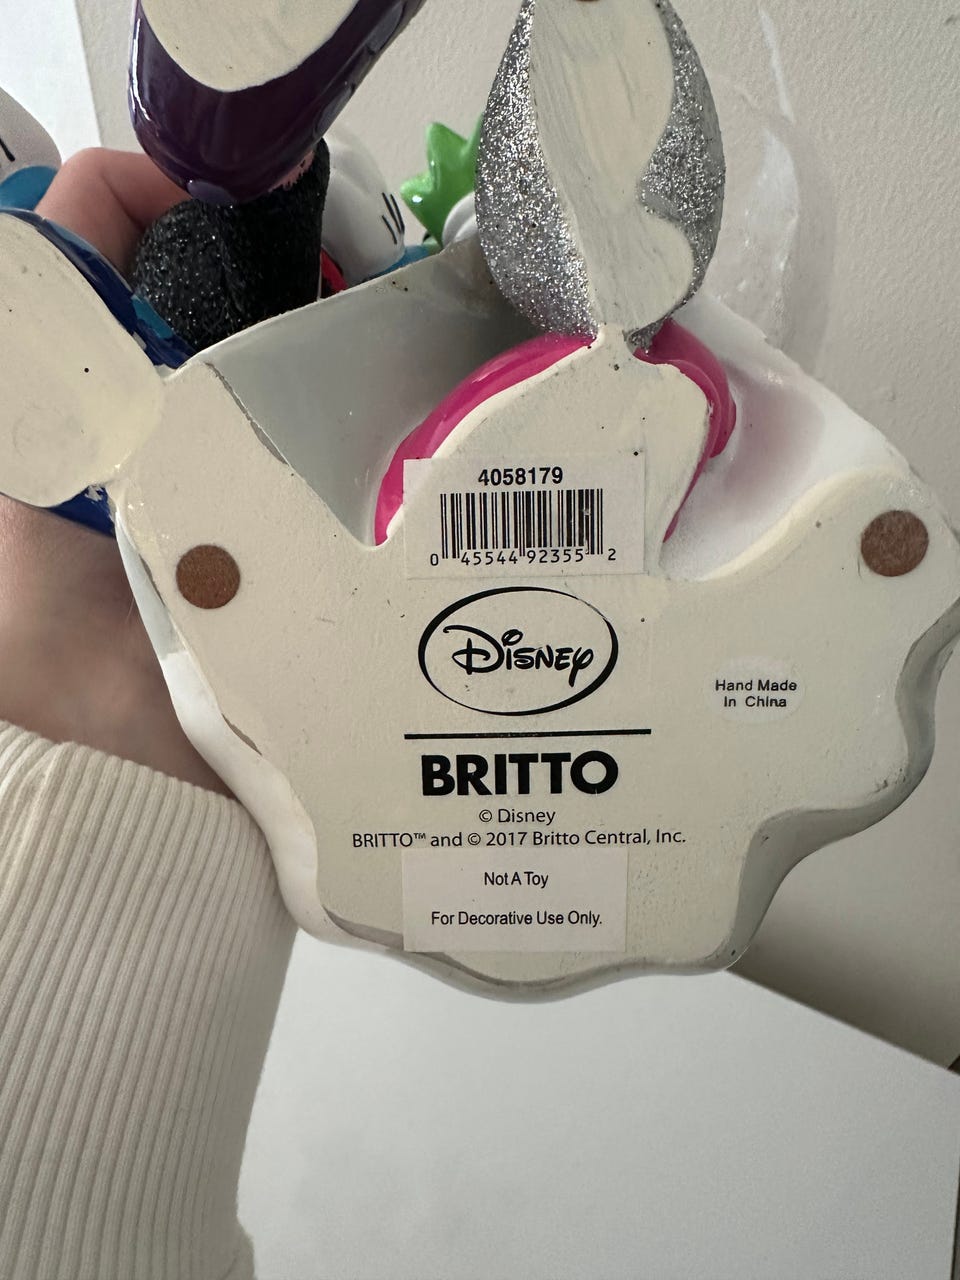 4058179
0 45544 92355 2
Disney
Hand Made
In China
BRITTO
© Disney
BRITTO™ and © 2017 Britto Central, Inc.
Not A Toy
For Decorative Use Only.